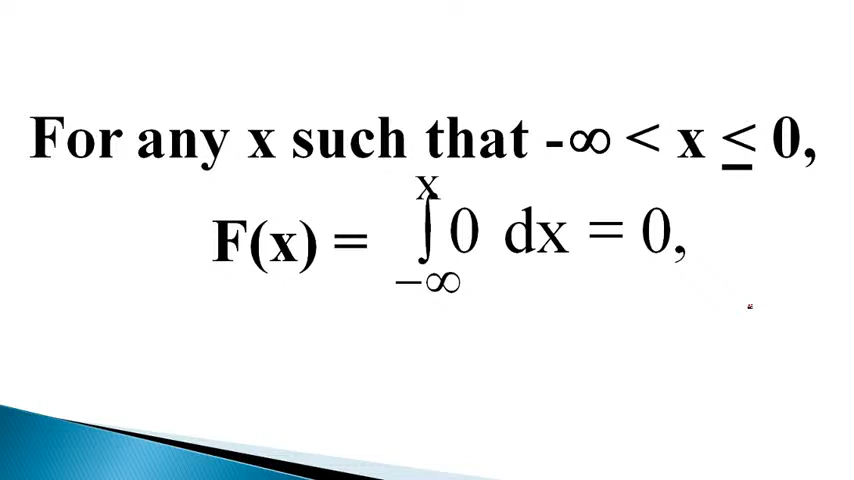 For any x such that -∞ < x ≤ 0,
F(x) = ∫_{−∞}^{x} 0 dx = 0,